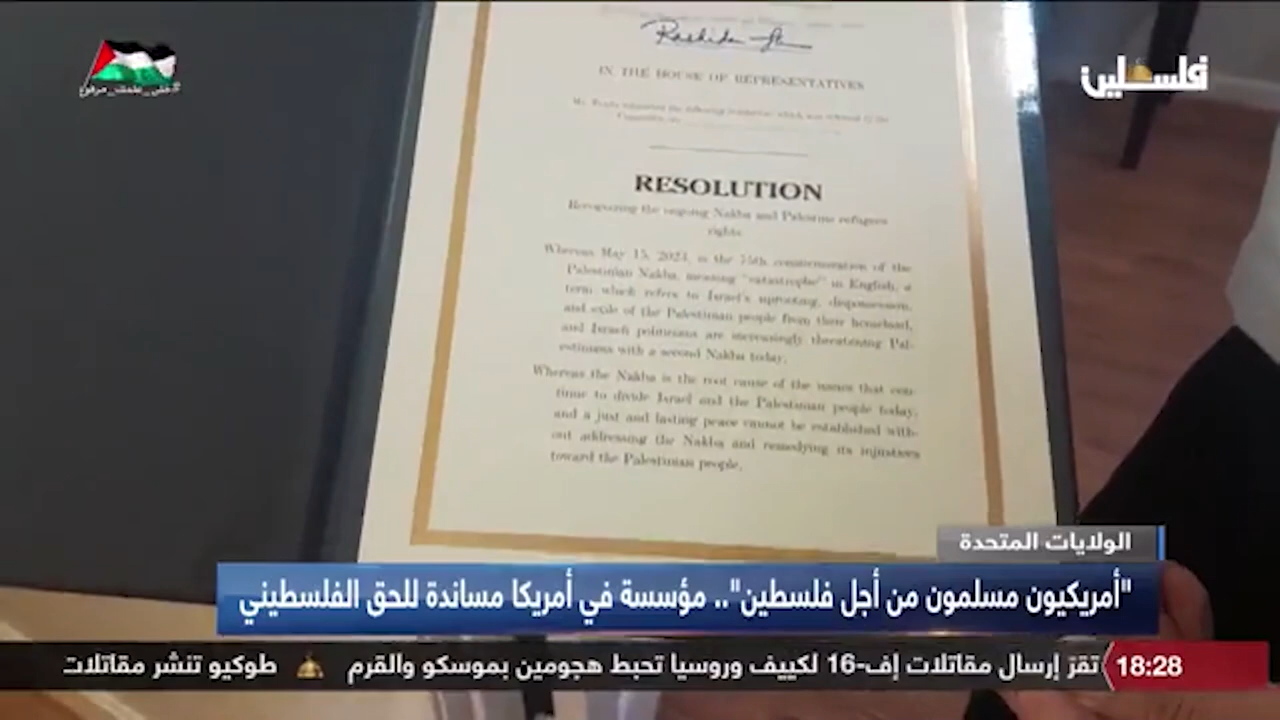 فلسطين
Rashida
IN THE HOUSE OF REPRESENTATIVES
RESOLUTION
Recognizing the ongoing Nakba and Palestine refugees
rights
Whereas May 15, 2023, is the 75th commemoration of the
Palestinian Nakba, meaning "catastrophe" in English, a
term which refers to Israel's uprooting, dispossession,
and exile of the Palestinian people from their homeland,
and Israeli politicians are increasingly threatening Pal-
estinians with a second Nakba today,
Whereas the Nakba is the root cause of the issues that con-
tinue to divide Israel and the Palestinian people today,
and a just and lasting peace cannot be established with-
out addressing the Nakba and remedying its injustices
toward the Palestinian people,
الولايات المتحدة
"أمريكيون مسلمون من أجل فلسطين".. مؤسسة في أمريكا مساندة للحق الفلسطيني
18:28 تقرّ إرسال مقاتلات إف-16 لكييف وروسيا تحبط هجومين بموسكو والقرم طوكيو تنشر مقاتلات